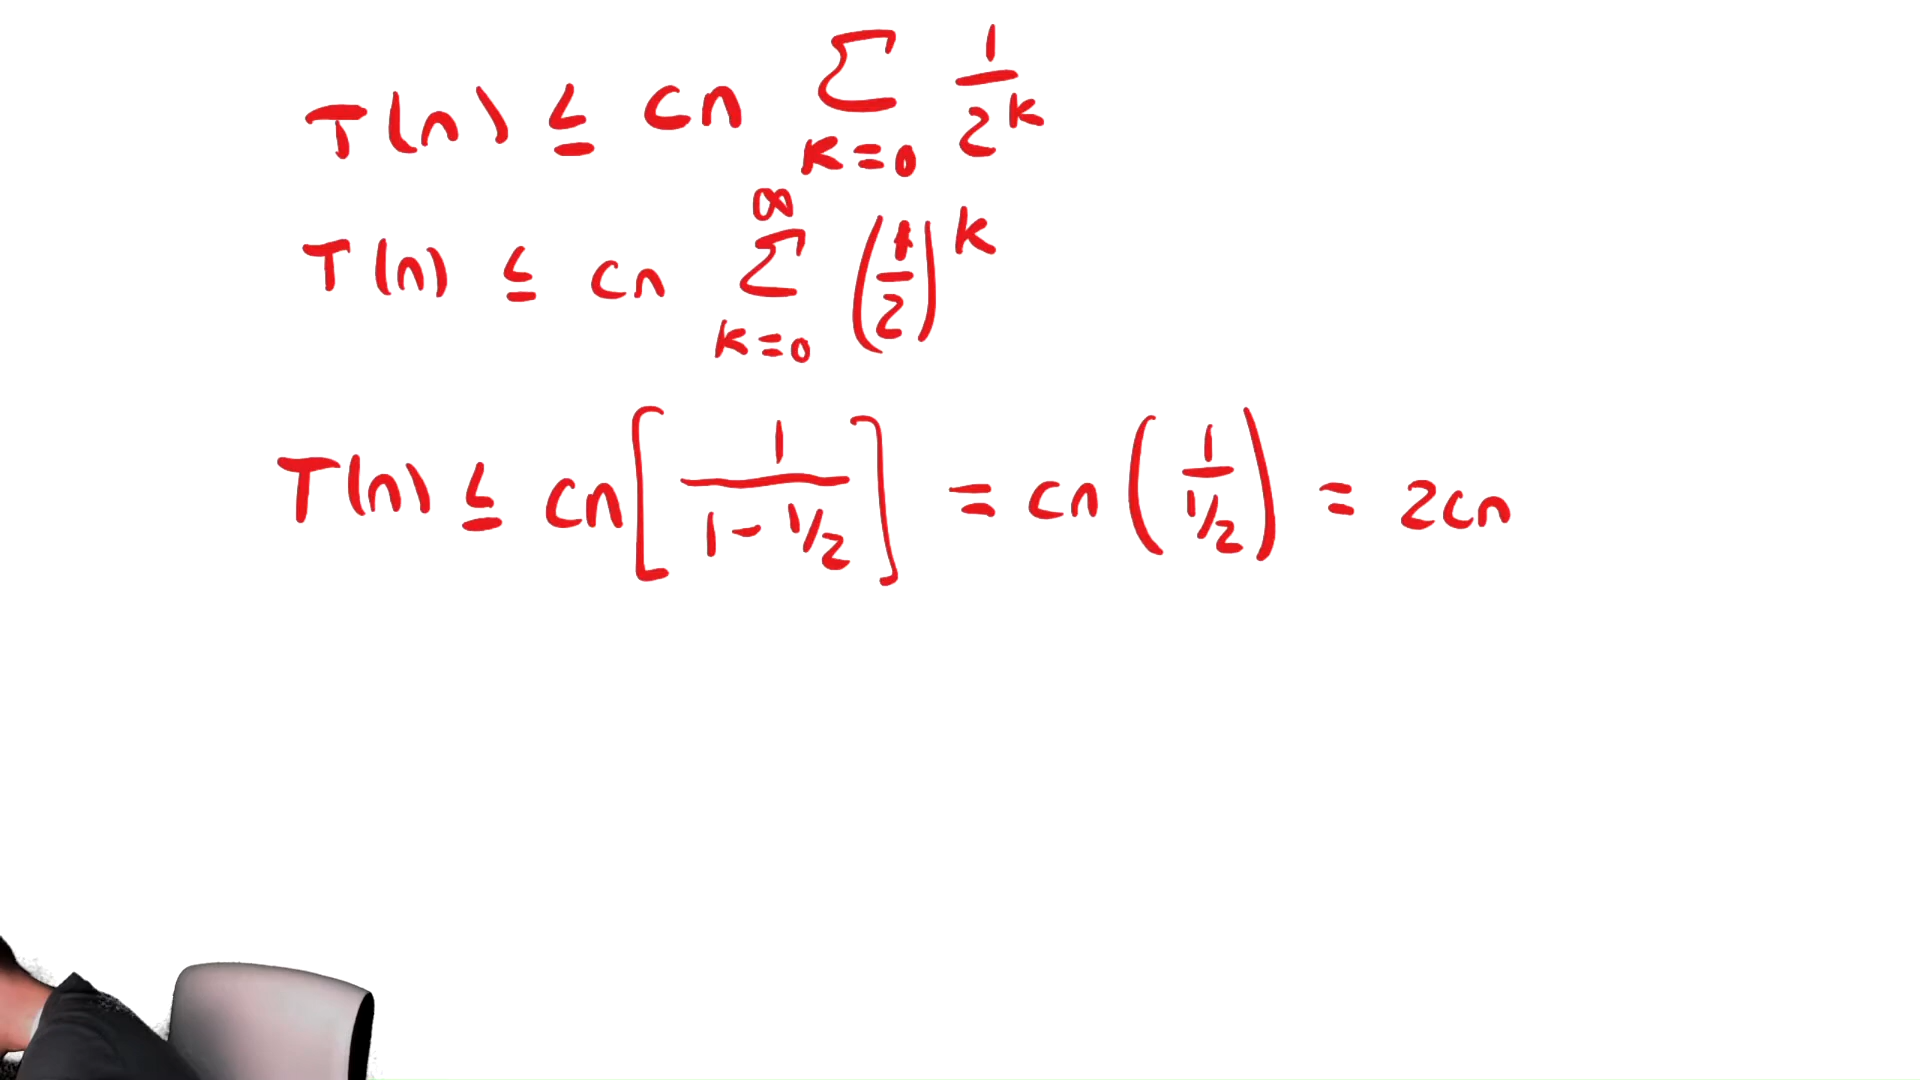 T(n) ≤ cn Σ_{k=0} 1/2^k
T(n) ≤ cn Σ_{k=0}^{∞} (1/2)^k
T(n) ≤ cn[1/(1 - 1/2)] = cn(1/(1/2)) = 2cn